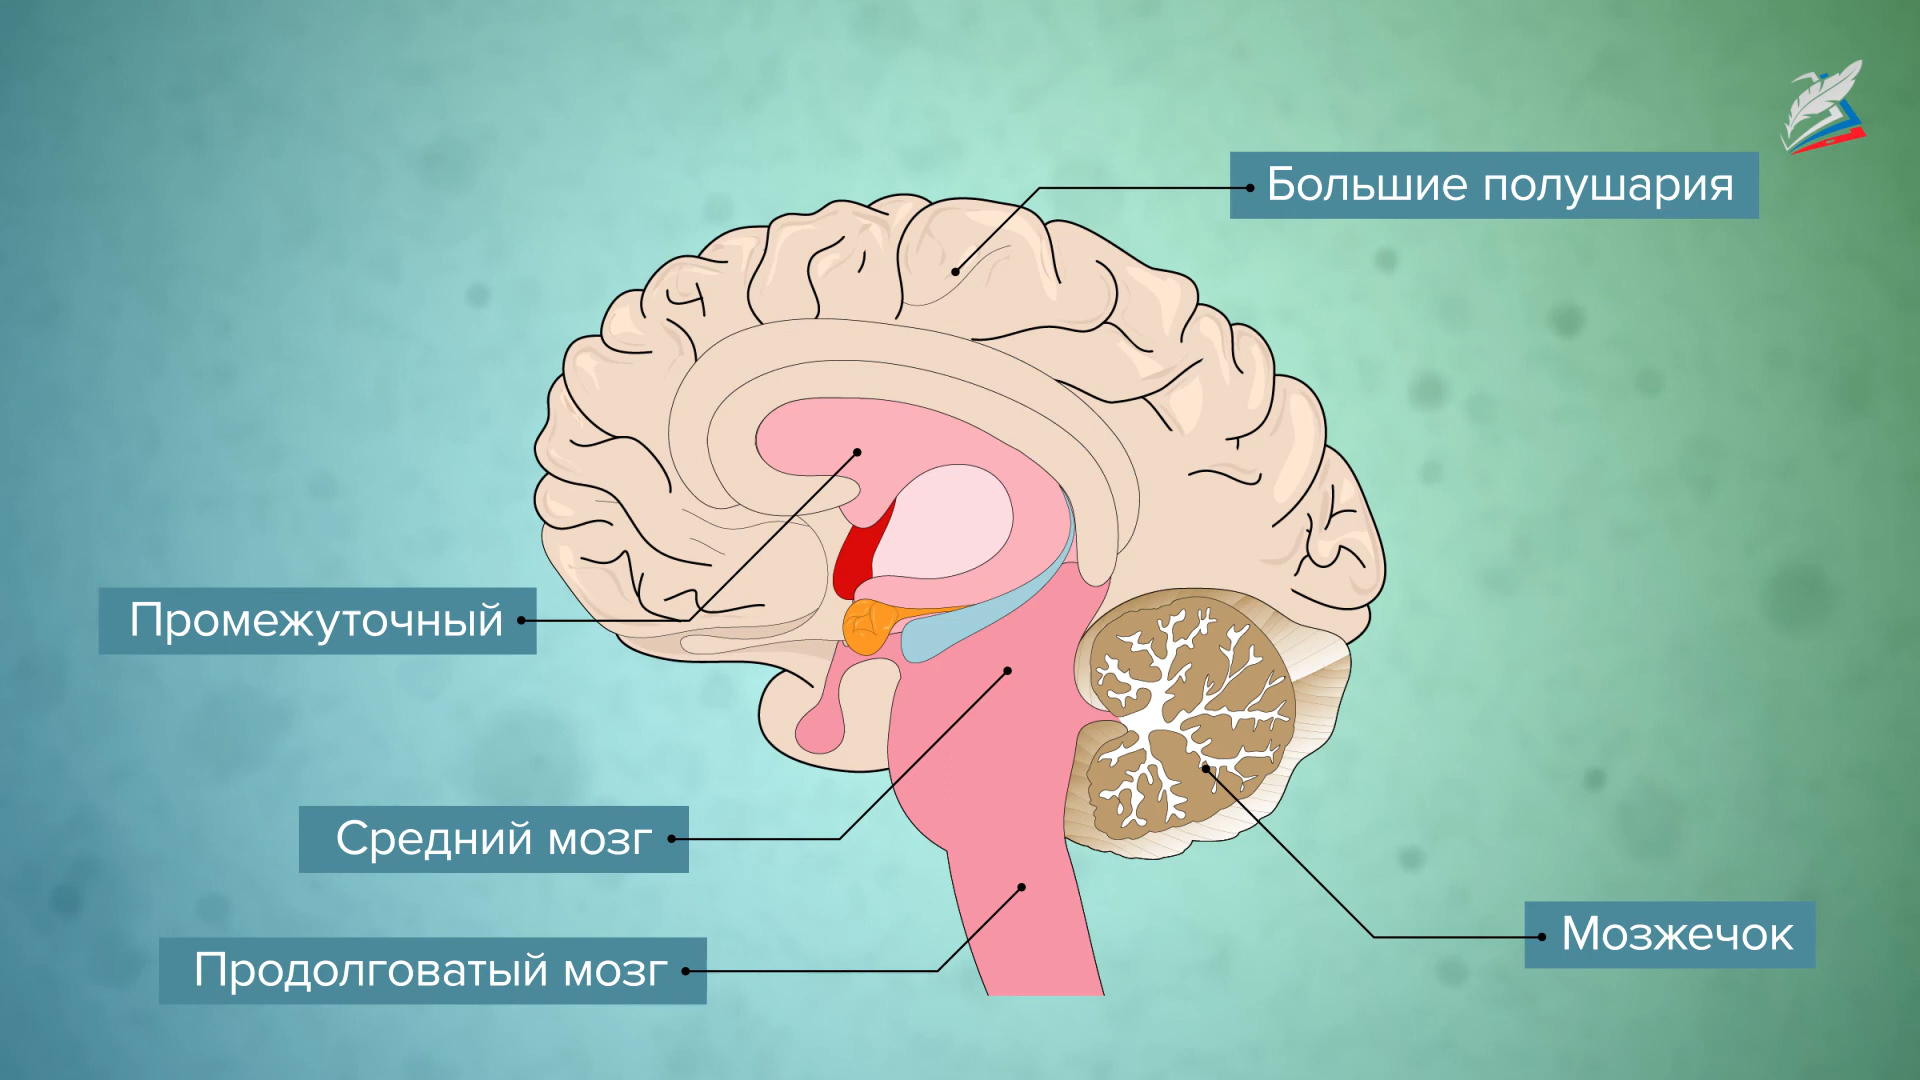 Большие полушария
Промежуточный
Средний мозг
Мозжечок
Продолговатый мозг